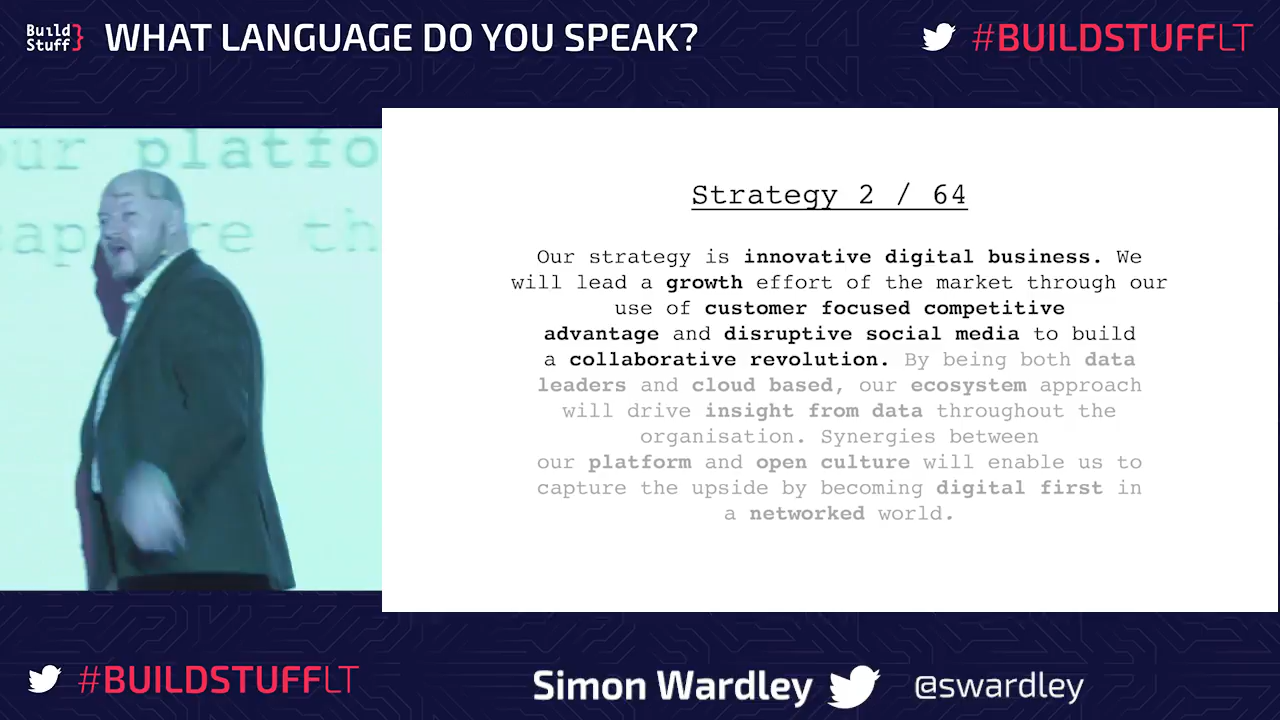 Build
Stuff}
WHAT LANGUAGE DO YOU SPEAK?
#BUILDSTUFFLT
our platfo
capture th
Strategy 2 / 64
Our strategy is innovative digital business. We
will lead a growth effort of the market through our
use of customer focused competitive
advantage and disruptive social media to build
a collaborative revolution. By being both data
leaders and cloud based, our ecosystem approach
will drive insight from data throughout the
organisation. Synergies between
our platform and open culture will enable us to
capture the upside by becoming digital first in
a networked world.
#BUILDSTUFFLT
Simon Wardley
@swardley